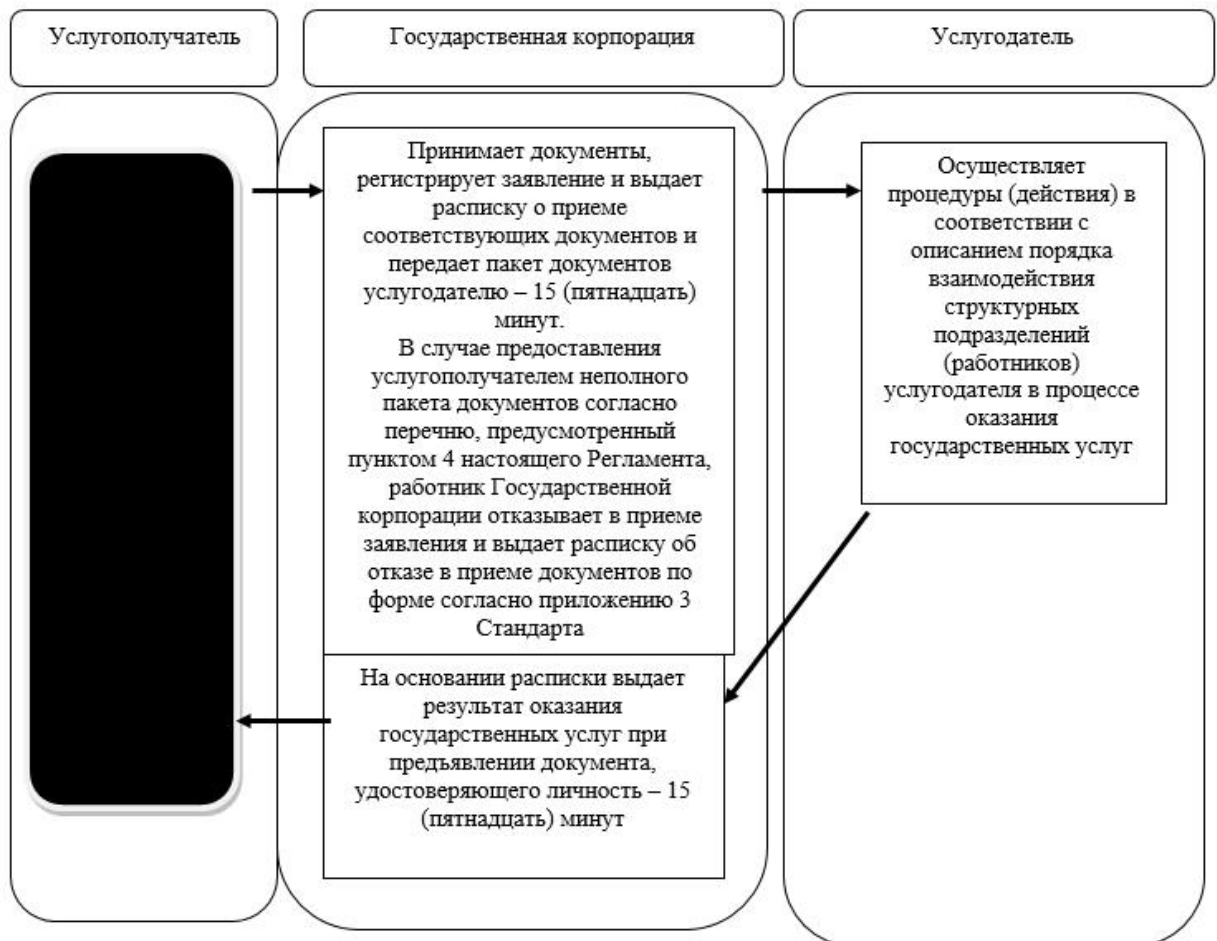 Услугополучатель
Государственная корпорация
Услугодатель
Принимает документы,
регистрирует заявление и выдает
расписку о приеме
соответствующих документов и
передает пакет документов
услугодателю – 15 (пятнадцать)
минут.
В случае предоставления
услугополучателем неполного
пакета документов согласно
перечню, предусмотренный
пунктом 4 настоящего Регламента,
работник Государственной
корпорации отказывает в приеме
заявления и выдает расписку об
отказе в приеме документов по
форме согласно приложению 3
Стандарта
На основании расписки выдает
результат оказания
государственных услуг при
предъявлении документа,
удостоверяющего личность – 15
(пятнадцать) минут
Осуществляет
процедуры (действия) в
соответствии с
описанием порядка
взаимодействия
структурных
подразделений
(работников)
услугодателя в процессе
оказания
государственных услуг